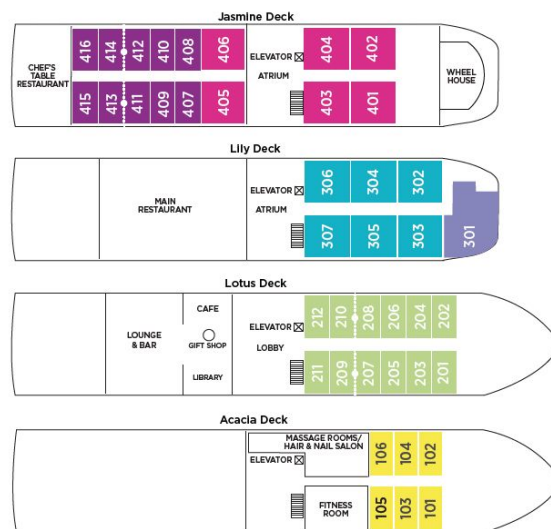 Jasmine Deck
416 414 412 410 408 406
ELEVATOR
404 402
CHEF'S
TABLE
RESTAURANT
ATRIUM
WHEEL
HOUSE
415 413 411 409 407 405
403 401
Lily Deck
306 304 302
ELEVATOR
MAIN
RESTAURANT
ATRIUM
307 305 303 301
Lotus Deck
CAFE
212 210 208 206 204 202
ELEVATOR
LOUNGE
& BAR
GIFT SHOP
LOBBY
LIBRARY
211 209 207 205 203 201
Acacia Deck
MASSAGE ROOMS/
HAIR & NAIL SALON
ELEVATOR
106 104 102
FITNESS
ROOM
105 103 101